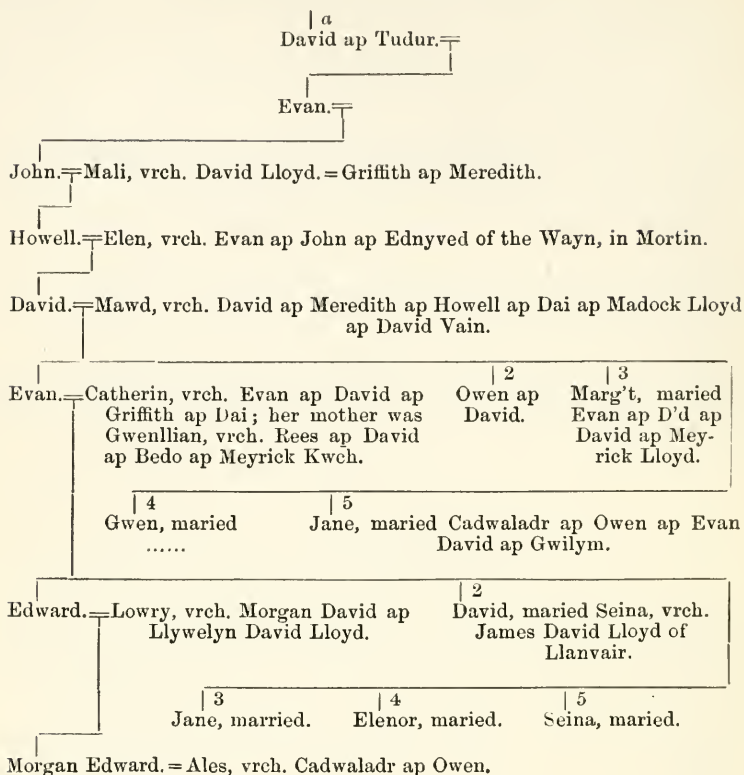 a
David ap Tudur.=
Evan.=
John.=Mali, vrch. David Lloyd.=Griffith ap Meredith.
Howell.=Elen, vrch. Evan ap John ap Ednyved of the Wayn, in Mortin.
David.=Mawd, vrch. David ap Meredith ap Howell ap Dai ap Madock Lloyd
ap David Vain.
2
3
Evan.=Catherin, vrch. Evan ap David ap
Griffith ap Dai; her mother was
Gwenllian, vrch. Rees ap David
ap Bedo ap Meyrick Kwch.
Owen ap
David.
Marg't, maried
Evan ap D'd ap
David ap Mey-
rick Lloyd.
4
5
Gwen, maried
......
Jane, married Cadwaladr ap Owen ap Evan
David ap Gwilym.
2
Edward.=Lowry, vrch. Morgan David ap
Llywelyn David Lloyd.
David, maried Seina, vrch.
James David Lloyd of
Llanvair.
3
4
5
Jane, married.
Elenor, maried.
Seina, maried.
Morgan Edward.=Ales, vrch. Cadwaladr ap Owen.